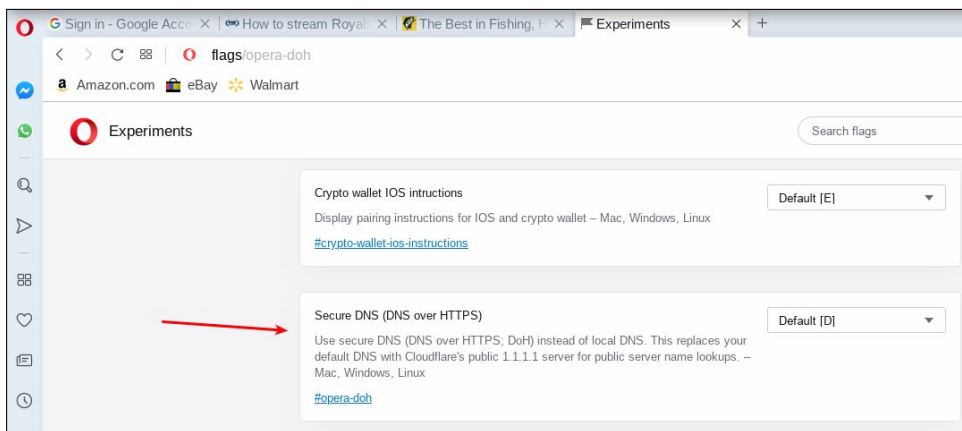 Sign in - Google Acco
How to stream Royals
The Best in Fishing, H
Experiments
flags/opera-doh
Amazon.com
eBay
Walmart
Experiments
Search flags
Crypto wallet IOS intructions
Default [E]
Display pairing instructions for IOS and crypto wallet – Mac, Windows, Linux
#crypto-wallet-ios-instructions
Secure DNS (DNS over HTTPS)
Default [D]
Use secure DNS (DNS over HTTPS; DoH) instead of local DNS. This replaces your
default DNS with Cloudflare's public 1.1.1.1 server for public server name lookups. –
Mac, Windows, Linux
#opera-doh